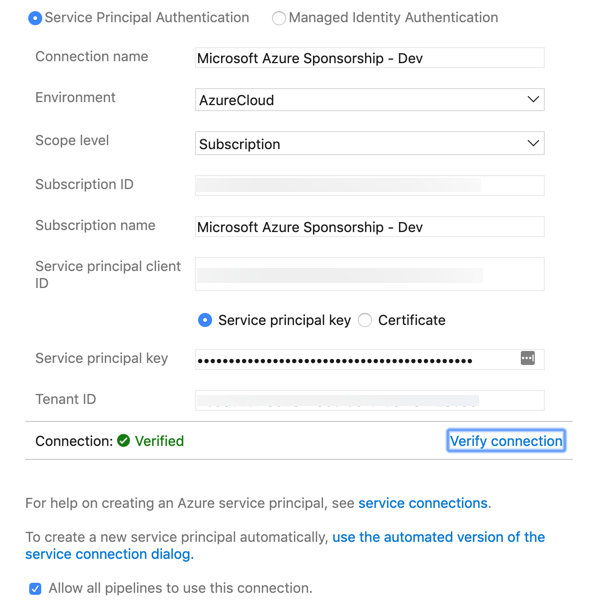 Service Principal Authentication Managed Identity Authentication
Connection name Microsoft Azure Sponsorship - Dev
Environment AzureCloud
Scope level Subscription
Subscription ID
Subscription name Microsoft Azure Sponsorship - Dev
Service principal client
ID
Service principal key Certificate
Service principal key ••••••••••••••••••••••••••••••••••••••••••••
Tenant ID
Connection: Verified Verify connection
For help on creating an Azure service principal, see service connections.
To create a new service principal automatically, use the automated version of the
service connection dialog.
Allow all pipelines to use this connection.